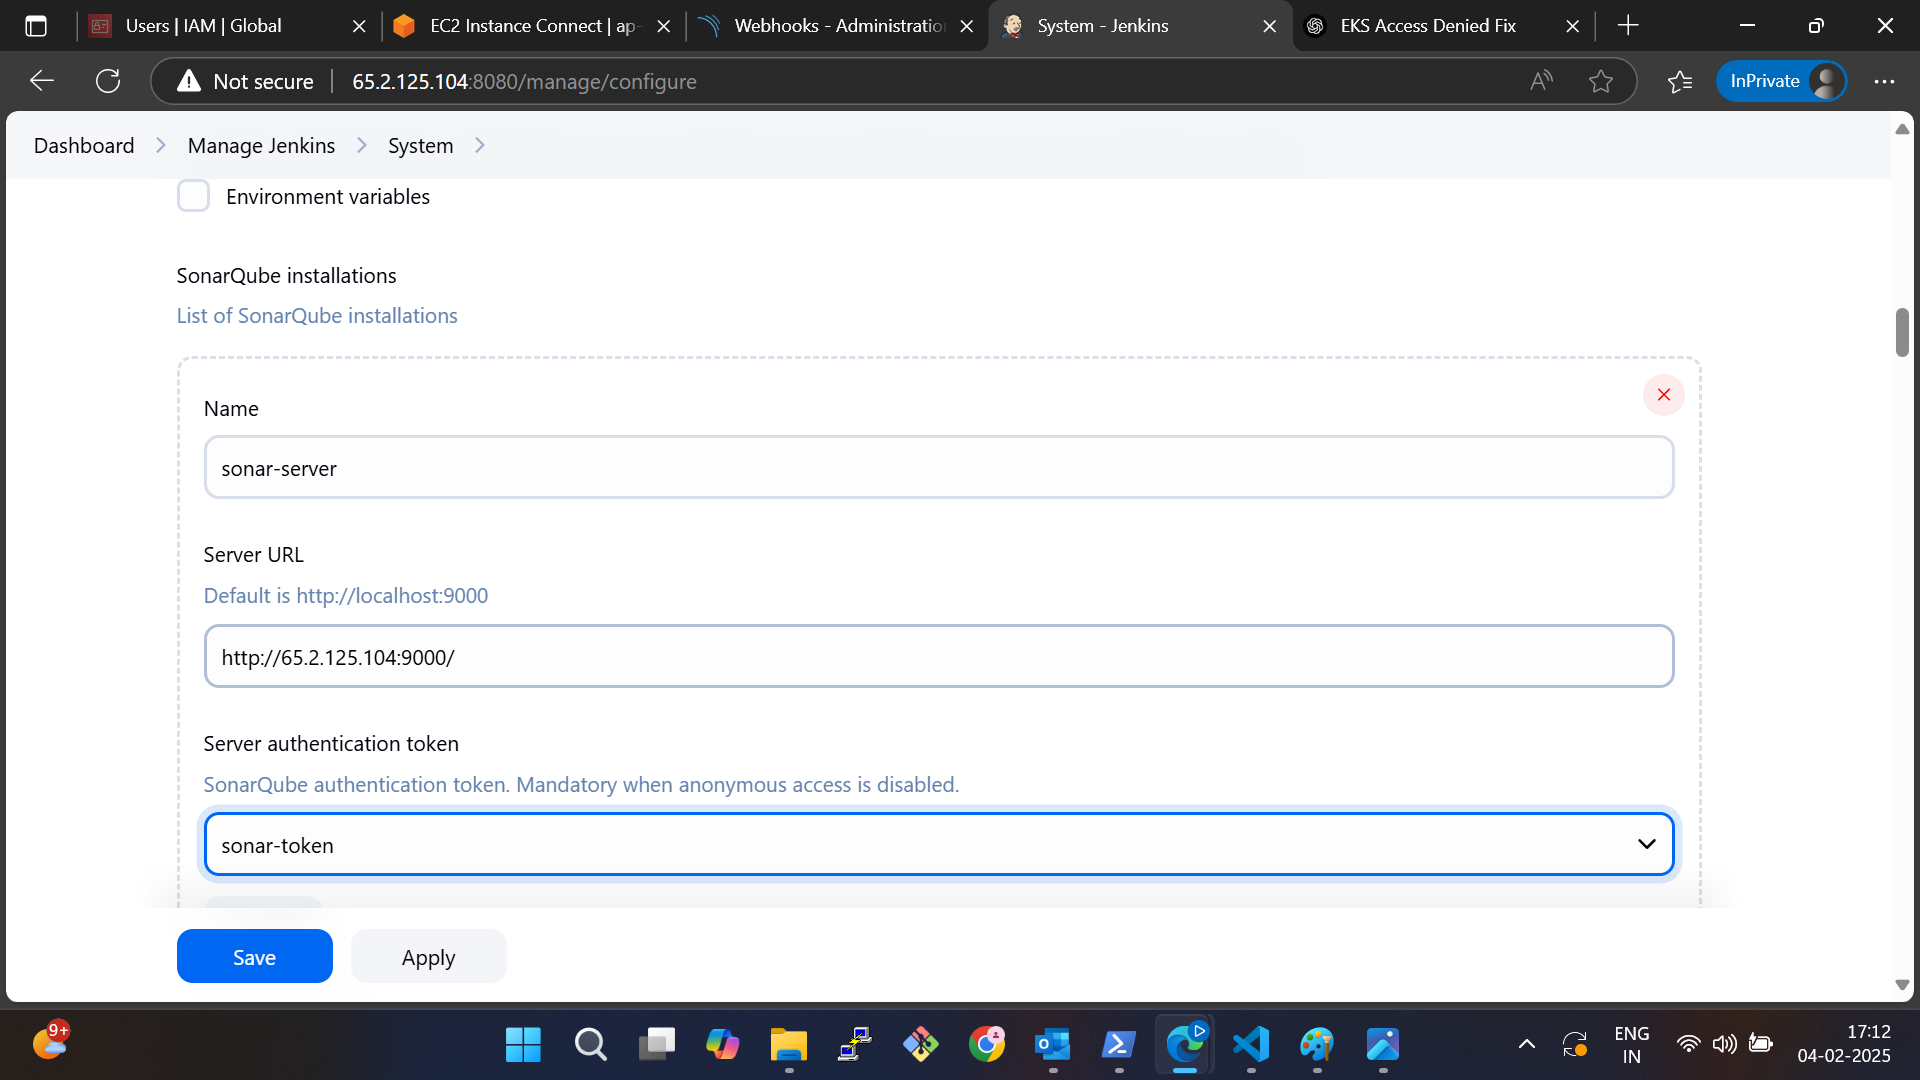 Users | IAM | Global
EC2 Instance Connect | ap-
Webhooks - Administration
System - Jenkins
EKS Access Denied Fix
Not secure
65.2.125.104:8080/manage/configure
InPrivate
Dashboard
Manage Jenkins
System
Environment variables
SonarQube installations
List of SonarQube installations
Name
sonar-server
Server URL
Default is http://localhost:9000
http://65.2.125.104:9000/
Server authentication token
SonarQube authentication token. Mandatory when anonymous access is disabled.
sonar-token
Save
Apply
9+
ENG
IN
17:12
04-02-2025